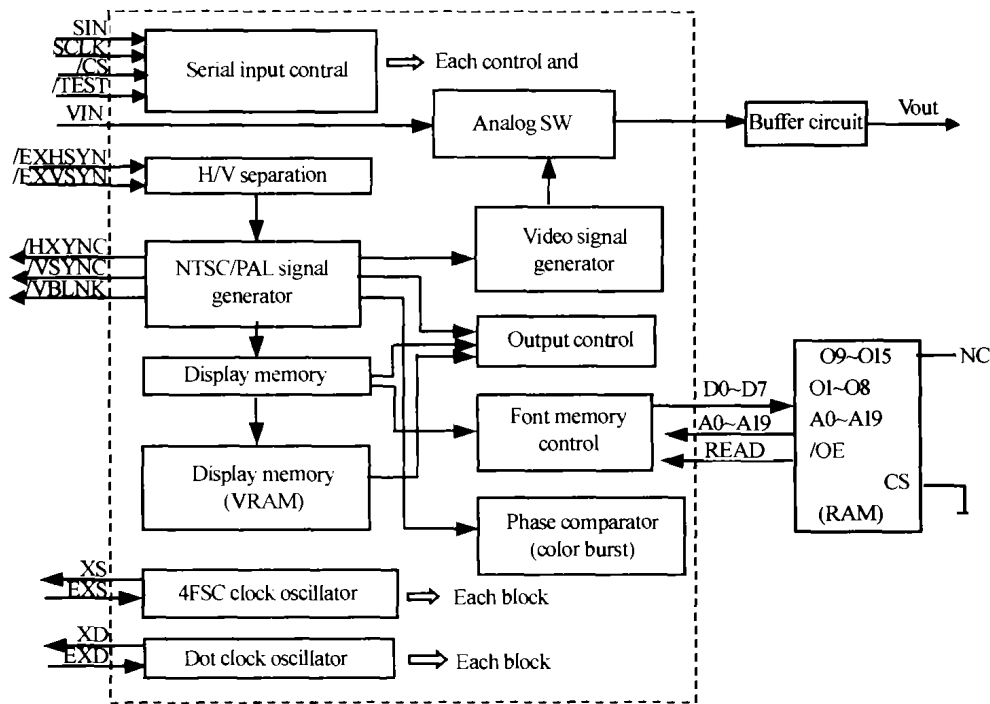 SIN
SCLK
/CS
/TEST
VIN
Serial input contral
Each control and
Analog SW
Buffer circuit
Vout
/EXHSYN
/EXVSYN
H/V separation
/HXYNC
/VSYNC
/VBLNK
NTSC/PAL signal
generator
Video signal
generator
Output control
Display memory
Font memory
control
D0~D7
A0~A19
READ
O9~O15
O1~O8
A0~A19
/OE
CS
(RAM)
NC
Display memory
(VRAM)
Phase comparator
(color burst)
XS
EXS
4FSC clock oscillator
Each block
XD
EXD
Dot clock oscillator
Each block